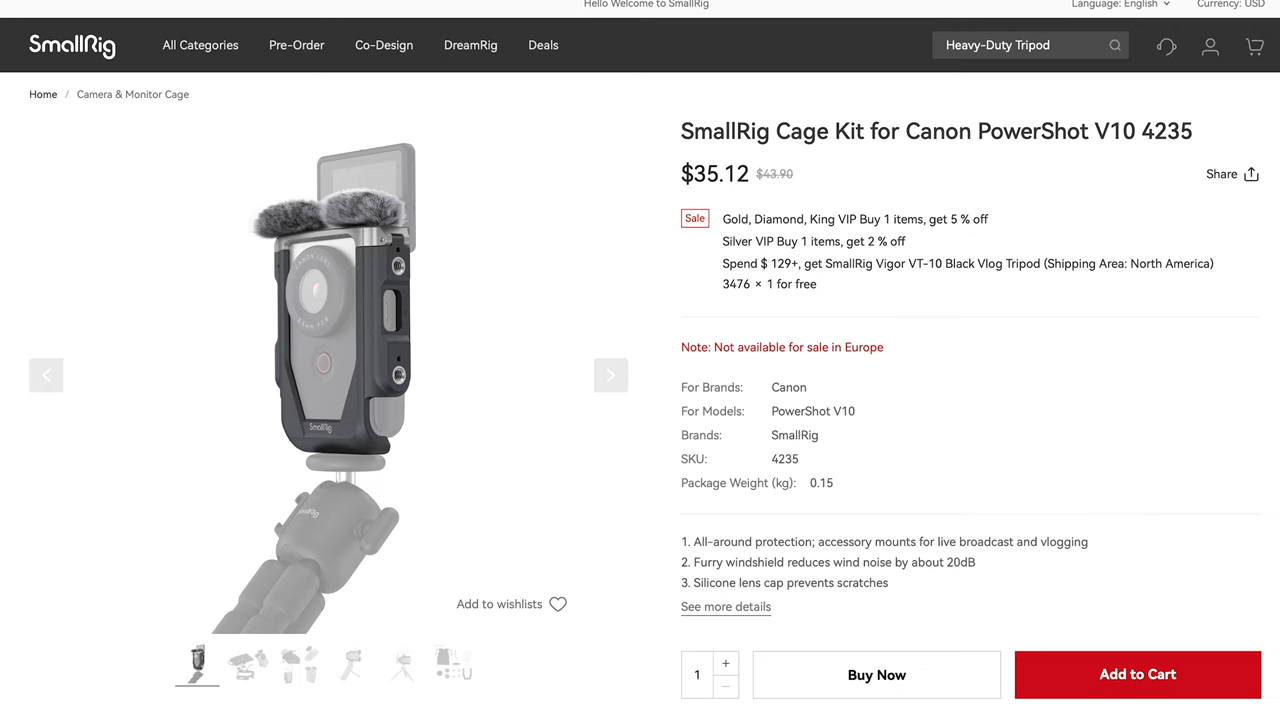 Hello Welcome to SmallRig
Language: English
Currency: USD
SmallRig
All Categories
Pre-Order
Co-Design
DreamRig
Deals
Heavy-Duty Tripod
Home / Camera & Monitor Cage
SmallRig Cage Kit for Canon PowerShot V10 4235
$35.12 $43.90
Share
Sale
Gold, Diamond, King VIP Buy 1 items, get 5 % off
Silver VIP Buy 1 items, get 2 % off
Spend $ 129+, get SmallRig Vigor VT-10 Black Vlog Tripod (Shipping Area: North America)
3476 × 1 for free
Note: Not available for sale in Europe
For Brands: Canon
For Models: PowerShot V10
Brands: SmallRig
SKU: 4235
Package Weight (kg): 0.15
1. All-around protection; accessory mounts for live broadcast and vlogging
2. Furry windshield reduces wind noise by about 20dB
3. Silicone lens cap prevents scratches
See more details
CANON LENS
SmallRig
SmallRig
Add to wishlists
1
+
−
Buy Now
Add to Cart